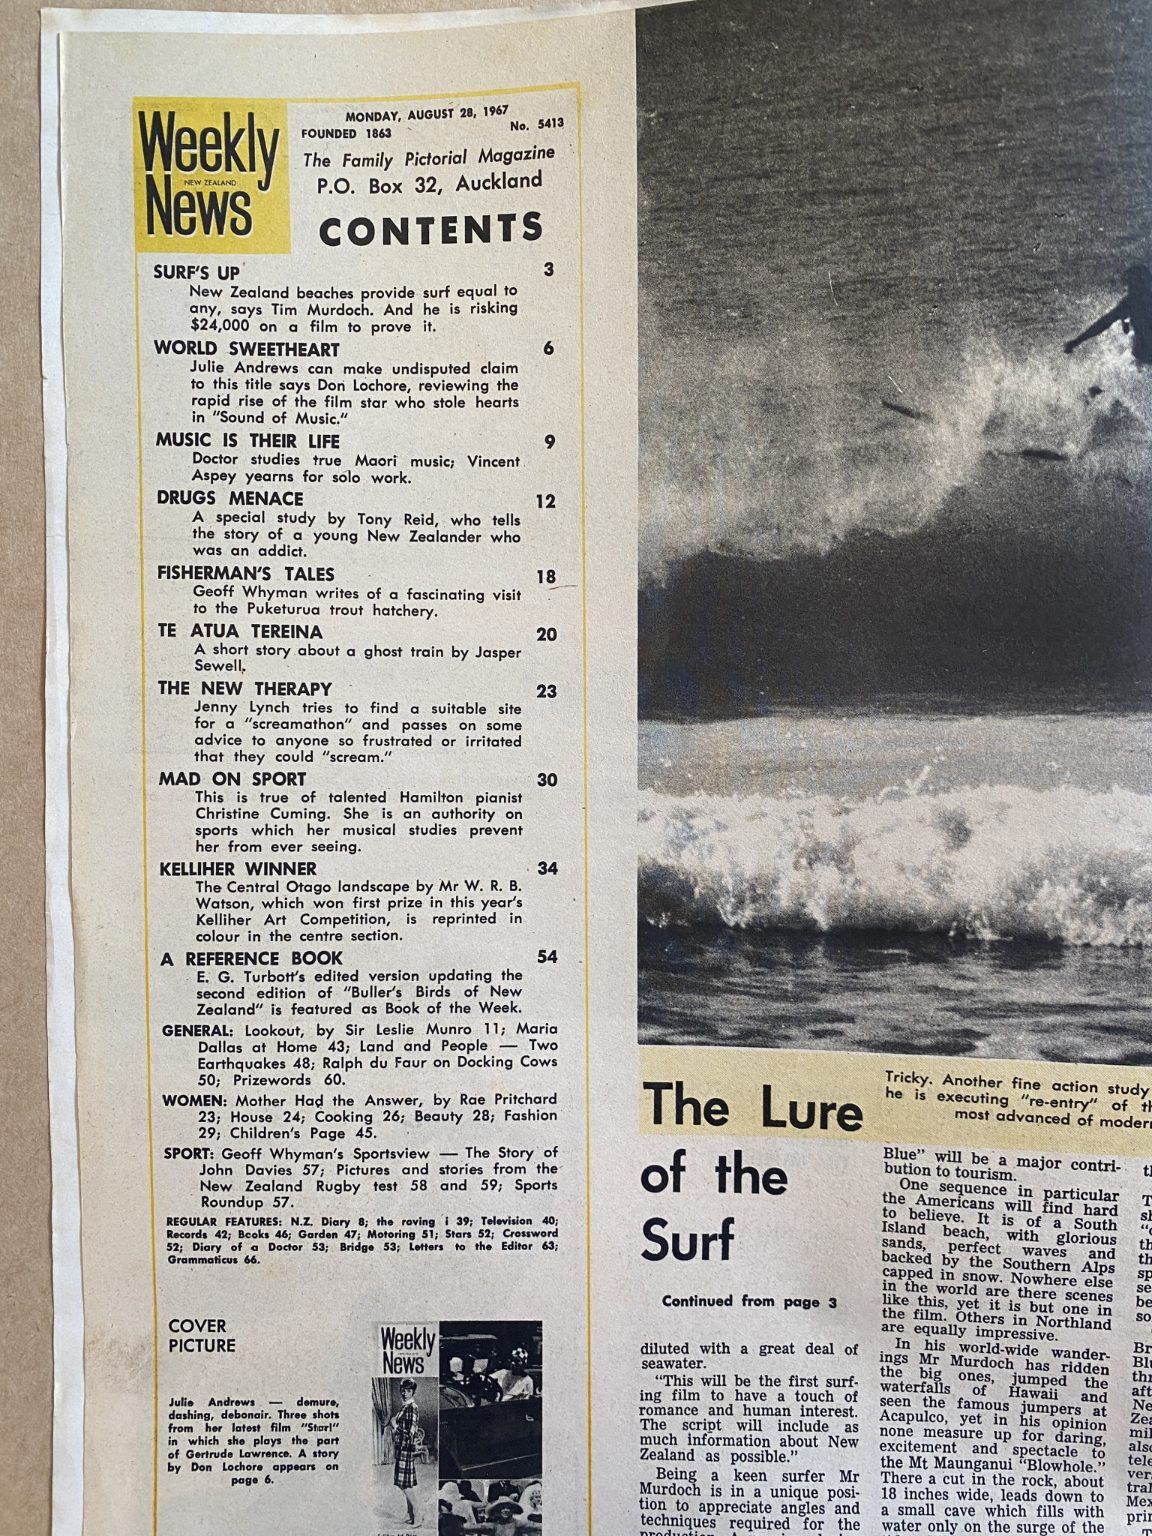 Weekly
NEW ZEALAND
News
MONDAY, AUGUST 28, 1967
FOUNDED 1863
No. 5413
The Family Pictorial Magazine
P.O. Box 32, Auckland
CONTENTS
SURF'S UP 3
New Zealand beaches provide surf equal to
any, says Tim Murdoch. And he is risking
$24,000 on a film to prove it.
WORLD SWEETHEART 6
Julie Andrews can make undisputed claim
to this title says Don Lochore, reviewing the
rapid rise of the film star who stole hearts
in "Sound of Music."
MUSIC IS THEIR LIFE 9
Doctor studies true Maori music; Vincent
Aspey yearns for solo work.
DRUGS MENACE 12
A special study by Tony Reid, who tells
the story of a young New Zealander who
was an addict.
FISHERMAN'S TALES 18
Geoff Whyman writes of a fascinating visit
to the Puketurua trout hatchery.
TE ATUA TEREINA 20
A short story about a ghost train by Jasper
Sewell.
THE NEW THERAPY 23
Jenny Lynch tries to find a suitable site
for a "screamathon" and passes on some
advice to anyone so frustrated or irritated
that they could "scream."
MAD ON SPORT 30
This is true of talented Hamilton pianist
Christine Cuming. She is an authority on
sports which her musical studies prevent
her from ever seeing.
KELLIHER WINNER 34
The Central Otago landscape by Mr W. R. B.
Watson, which won first prize in this year's
Kelliher Art Competition, is reprinted in
colour in the centre section.
A REFERENCE BOOK 54
E. G. Turbott's edited version updating the
second edition of "Buller's Birds of New
Zealand" is featured as Book of the Week.
GENERAL: Lookout, by Sir Leslie Munro 11; Maria
Dallas at Home 43; Land and People — Two
Earthquakes 48; Ralph du Faur on Docking Cows
50; Prizewords 60.
WOMEN: Mother Had the Answer, by Rae Pritchard
23; House 24; Cooking 26; Beauty 28; Fashion
29; Children's Page 45.
SPORT: Geoff Whyman's Sportsview — The Story of
John Davies 57; Pictures and stories from the
New Zealand Rugby test 58 and 59; Sports
Roundup 57.
REGULAR FEATURES: N.Z. Diary 8; the roving i 39; Television 40;
Records 42; Books 46; Garden 47; Motoring 51; Stars 52; Crossword
52; Diary of a Doctor 53; Bridge 53; Letters to the Editor 63;
Grammaticus 66.
COVER
PICTURE
Julie Andrews — demure,
dashing, debonair. Three shots
from her latest film "Star!"
in which she plays the part
of Gertrude Lawrence. A story
by Don Lochore appears on
page 6.
Weekly
News
The Lure
of the
Surf
Continued from page 3
diluted with a great deal of
seawater.
"This will be the first surf-
ing film to have a touch of
romance and human interest.
The script will include as
much information about New
Zealand as possible."
Being a keen surfer Mr
Murdoch is in a unique posi-
tion to appreciate angles and
techniques required for the
Tricky. Another fine action study
he is executing "re-entry" of
most advanced of
Blue" will be a major contri-
bution to tourism.
One sequence in particular
the Americans will find hard
to believe. It is of a South
Island beach, with glorious
sands, perfect waves and
backed by the Southern Alps
capped in snow. Nowhere else
in the world are there scenes
like this, yet it is but one in
the film. Others in Northland
are equally impressive.
In his world-wide wander-
ings Mr Murdoch has ridden
the big ones, jumped the
waterfalls of Hawaii and
seen the famous jumpers at
Acapulco, yet in his opinion
none measure up for daring,
excitement and spectacle to
the Mt Maunganui "Blowhole."
There a cut in the rock, about
18 inches wide, leads down to
a small cave which fills with
water only on the surge of the